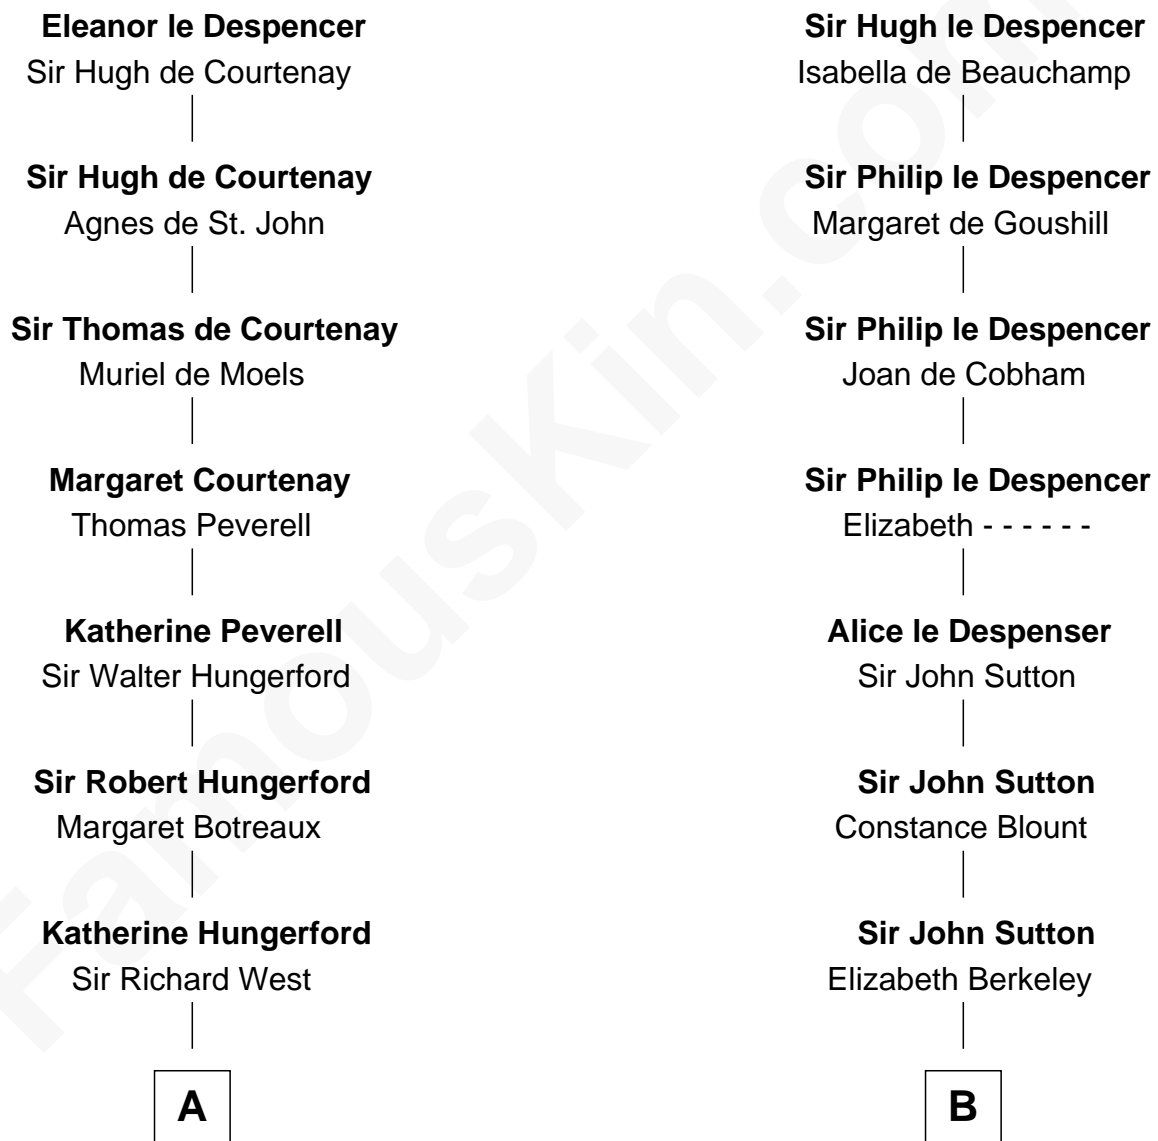 Eleanor le Despencer
Sir Hugh de Courtenay
Sir Hugh de Courtenay
Agnes de St. John
Sir Thomas de Courtenay
Muriel de Moels
Margaret Courtenay
Thomas Peverell
Katherine Peverell
Sir Walter Hungerford
Sir Robert Hungerford
Margaret Botreaux
Katherine Hungerford
Sir Richard West
A
Sir Hugh le Despencer
Isabella de Beauchamp
Sir Philip le Despencer
Margaret de Goushill
Sir Philip le Despencer
Joan de Cobham
Sir Philip le Despencer
Elizabeth - - - - - -
Alice le Despenser
Sir John Sutton
Sir John Sutton
Constance Blount
Sir John Sutton
Elizabeth Berkeley
B
FamousKin.com